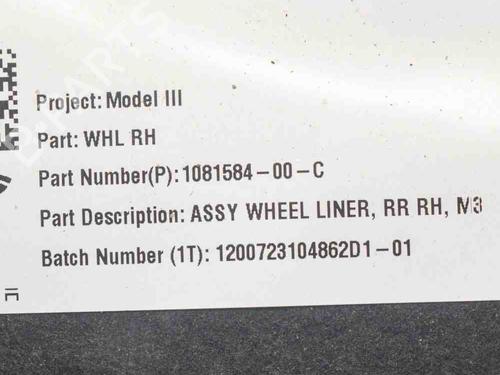 Project: Model III
Part: WHL RH
Part Number(P): 1081584-00-C
Part Description: ASSY WHEEL LINER, RR RH, M3
Batch Number (1T): 1200723104862D1-01